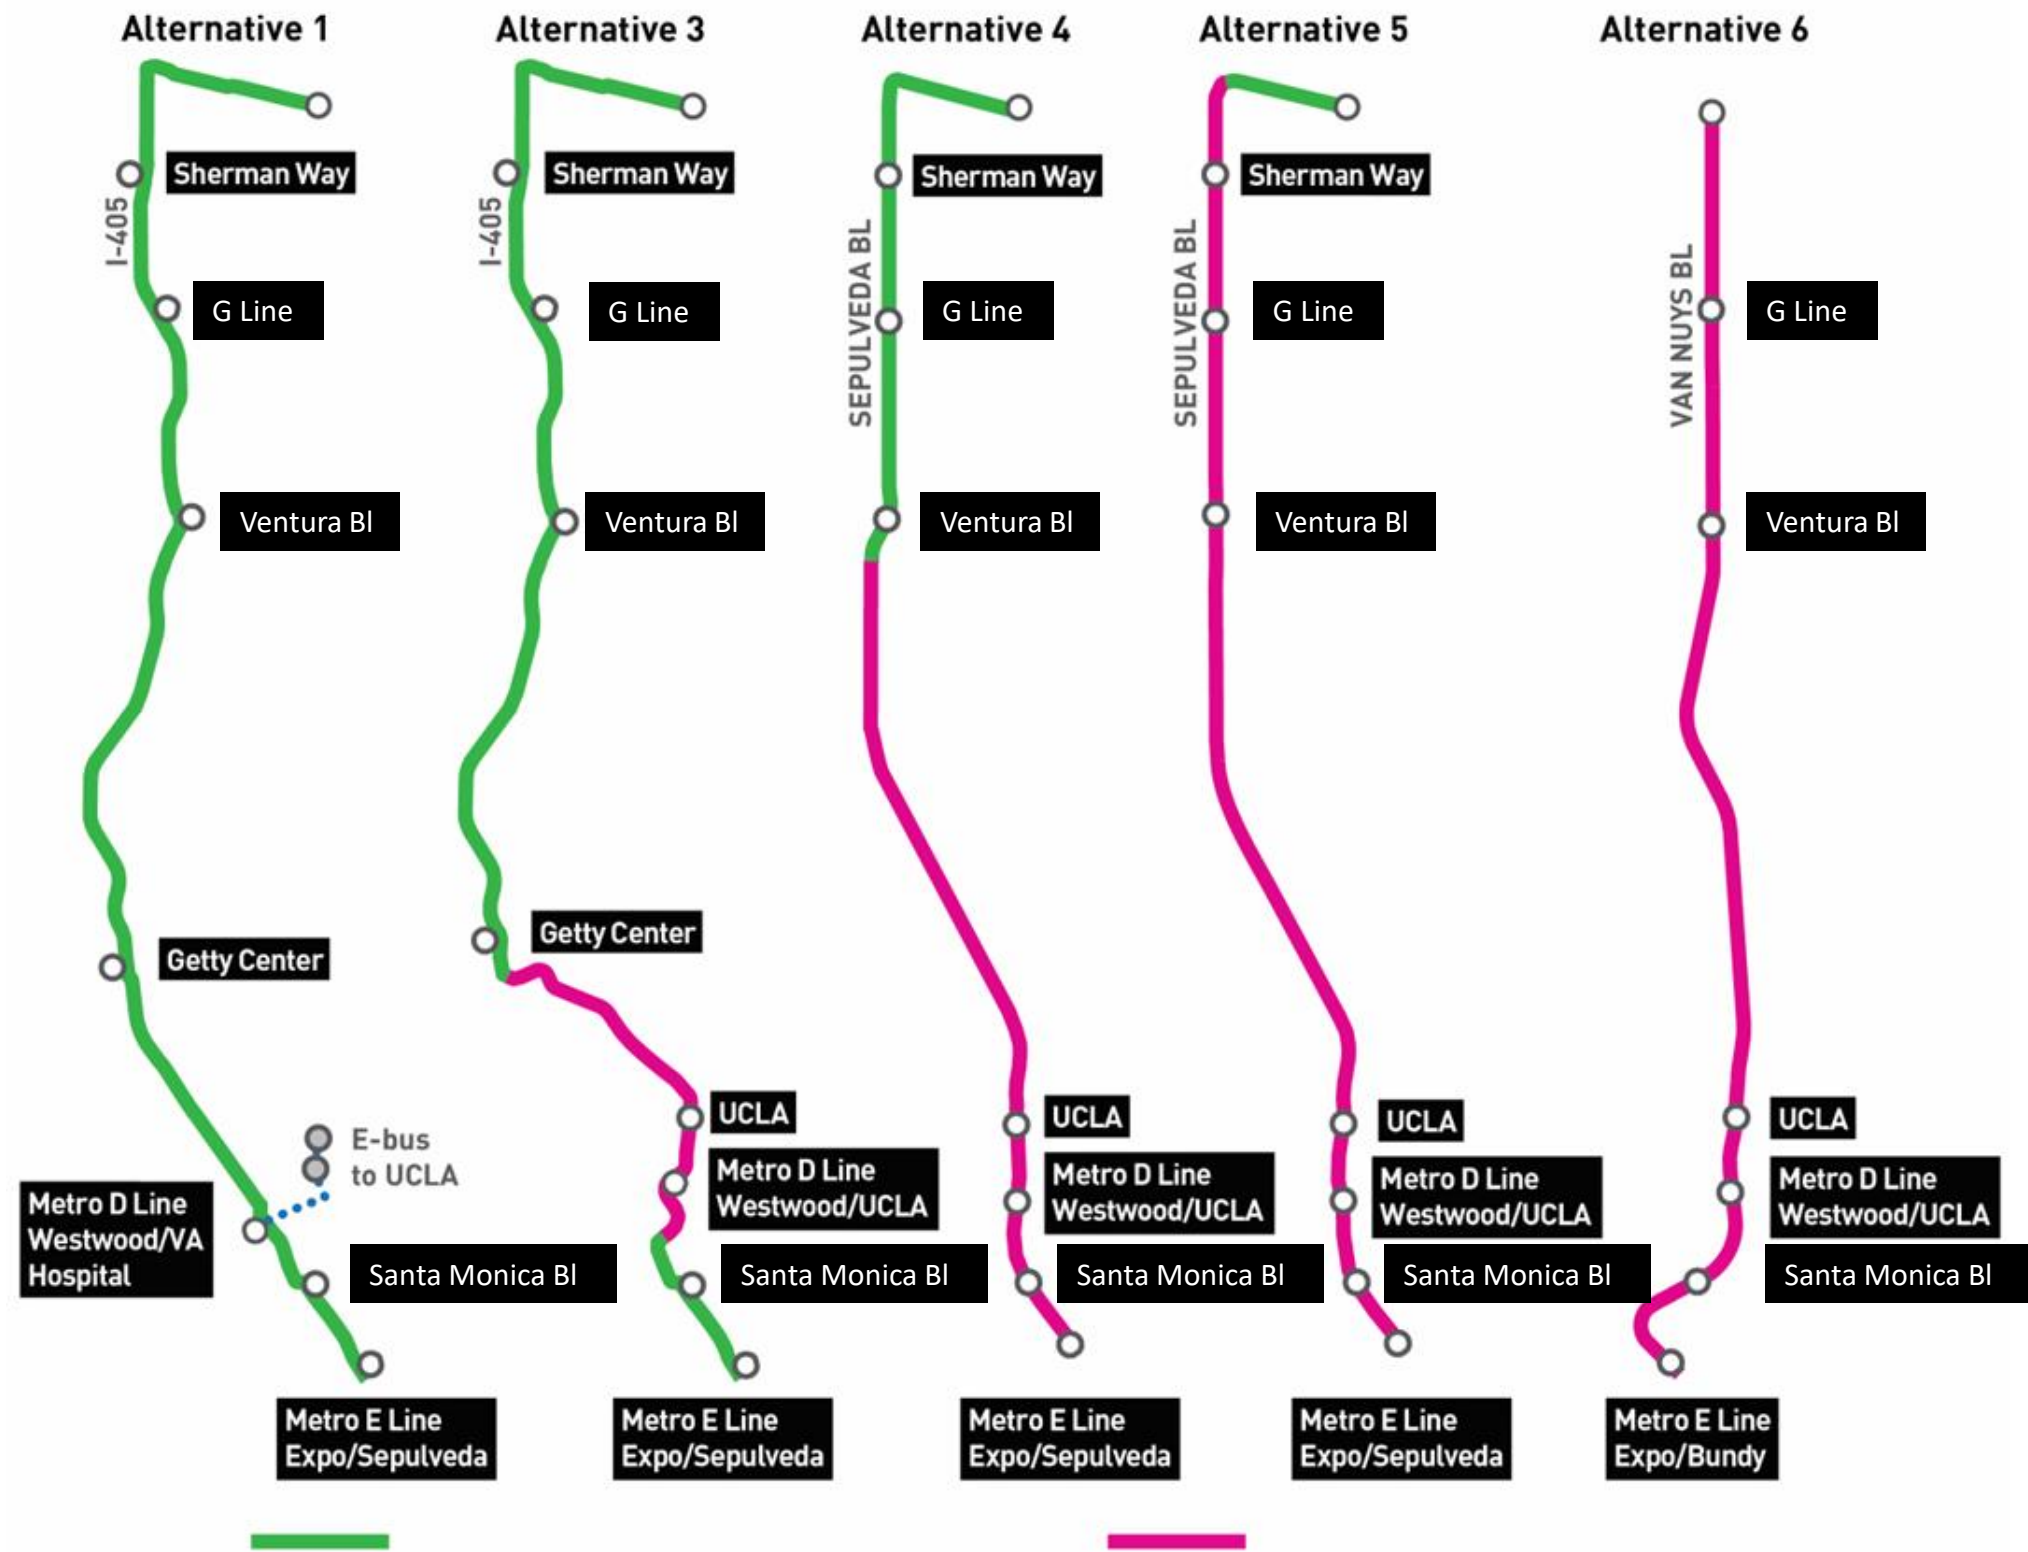 Alternative 1
Sherman Way
I-405
G Line
Ventura Bl
Getty Center
E-bus
to UCLA
Metro D Line
Westwood/VA
Hospital
Santa Monica Bl
Metro E Line
Expo/Sepulveda
Alternative 3
Sherman Way
I-405
G Line
Ventura Bl
Getty Center
UCLA
Metro D Line
Westwood/UCLA
Santa Monica Bl
Metro E Line
Expo/Sepulveda
Alternative 4
Sherman Way
SEPULVEDA BL
G Line
Ventura Bl
UCLA
Metro D Line
Westwood/UCLA
Santa Monica Bl
Metro E Line
Expo/Sepulveda
Alternative 5
Sherman Way
SEPULVEDA BL
G Line
Ventura Bl
UCLA
Metro D Line
Westwood/UCLA
Santa Monica Bl
Metro E Line
Expo/Sepulveda
Alternative 6
VAN NUYS BL
G Line
Ventura Bl
UCLA
Metro D Line
Westwood/UCLA
Santa Monica Bl
Metro E Line
Expo/Bundy